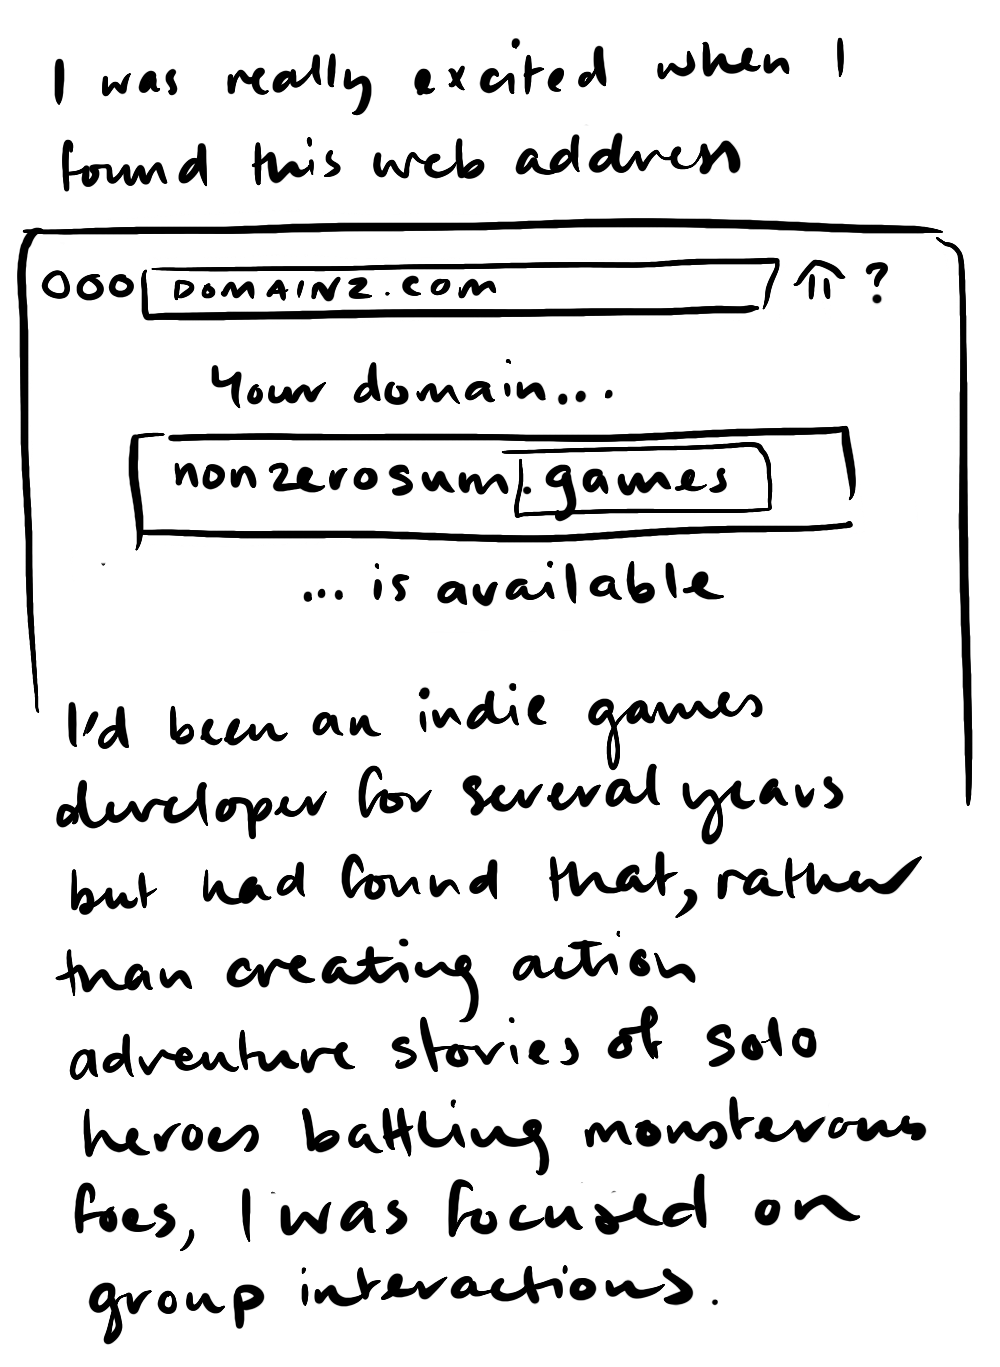 I was really excited when I
found this web address
DOMAINZ.COM ?
Your domain...
nonzerosum.games
... is available
I'd been an indie games
developer for several years
but had found that, rather
than creating action
adventure stories of solo
heroes battling monsterous
foes, I was focused on
group interactions.